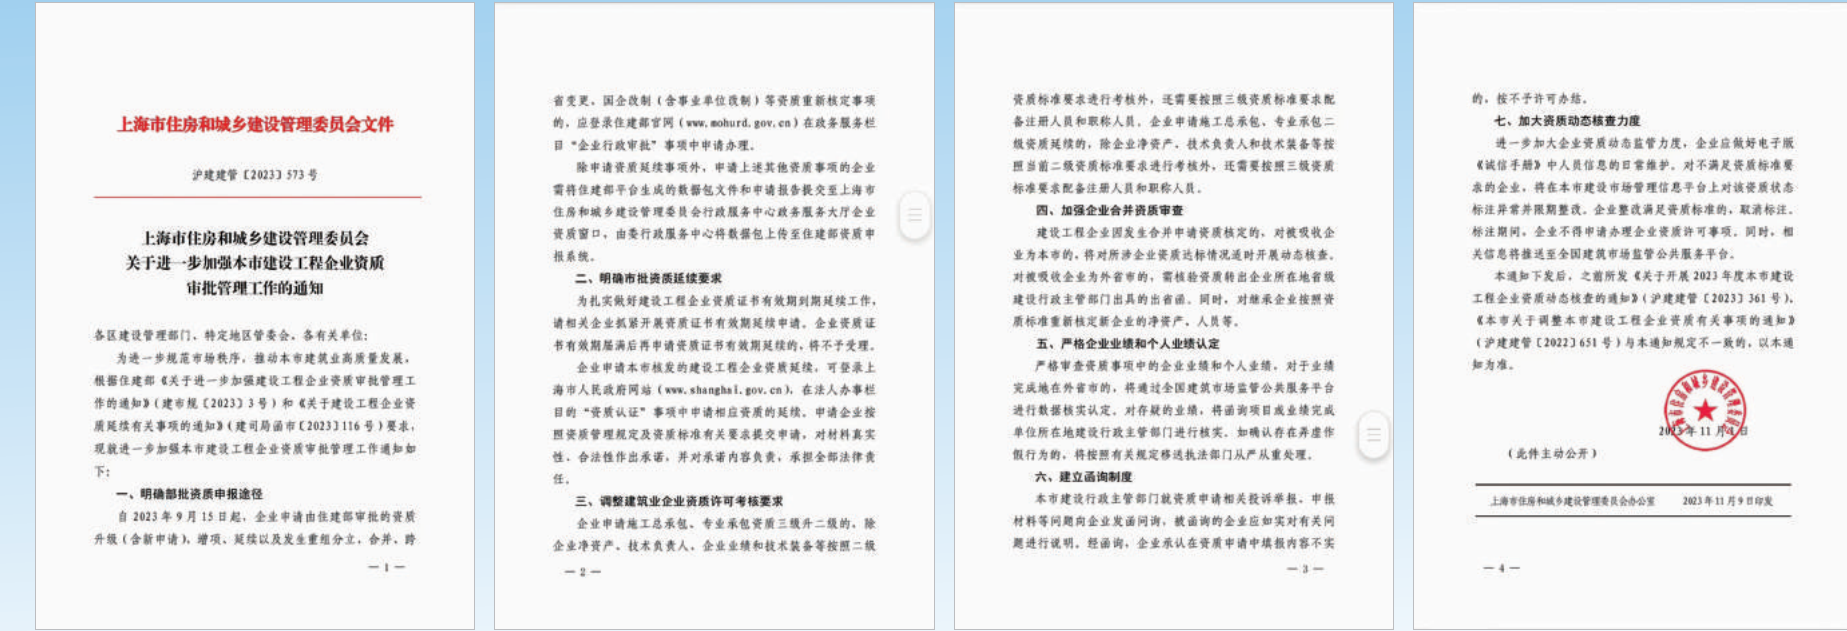 上海市住房和城乡建设管理委员会文件
沪建建管〔2023〕573号
上海市住房和城乡建设管理委员会
关于进一步加强本市建设工程企业资质
审批管理工作的通知
各区建设管理部门、特定地区管委会、各有关单位：
为进一步规范市场秩序，推动本市建筑业高质量发展，
根据住建部《关于进一步加强建设工程企业资质审批管理工
作的通知》（建市规〔2023〕3号）和《关于建设工程企业资
质延续有关事项的通知》（建司局函市〔2023〕116号）要求，
现就进一步加强本市建设工程企业资质审批管理工作通知如
下：
一、明确部批资质申报途径
自2023年9月15日起，企业申请由住建部审批的资质
升级（含新申请）、增项、延续以及发生重组分立、合并、跨
— 1 —
省变更、国企改制（含事业单位改制）等资质重新核定事项
的，应登录住建部官网（www.mohurd.gov.cn）在政务服务栏
目“企业行政审批”事项中申请办理。
除申请资质延续事项外，申请上述其他资质事项的企业
需将住建部平台生成的数据包文件和申请报告提交至上海市
住房和城乡建设管理委员会行政服务中心政务服务大厅企业
资质窗口，由委行政服务中心将数据包上传至住建部资质申
报系统。
二、明确市批资质延续要求
为扎实做好建设工程企业资质证书有效期到期延续工作，
请相关企业抓紧开展资质证书有效期延续申请。企业资质证
书有效期届满后再申请资质证书有效期延续的，将不予受理。
企业申请本市核发的建设工程企业资质延续，可登录上
海市人民政府网站（www.shanghai.gov.cn），在法人办事栏
目的“资质认证”事项中申请相应资质的延续。申请企业按
照资质管理规定及资质标准有关要求提交申请，对材料真实
性、合法性作出承诺，并对承诺内容负责，承担全部法律责
任。
三、调整建筑业企业资质许可考核要求
企业申请施工总承包、专业承包资质三级升二级的，除
企业净资产、技术负责人、企业业绩和技术装备等按照二级
— 2 —
资质标准要求进行考核外，还需要按照三级资质标准要求配
备注册人员和职称人员。企业申请施工总承包、专业承包二
级资质延续的，除企业净资产、技术负责人和技术装备等按
照当前二级资质标准要求进行考核外，还需要按照三级资质
标准要求配备注册人员和职称人员。
四、加强企业合并资质审查
建设工程企业因发生合并申请资质核定的，对被吸收企
业为本市的，将对所涉企业资质达标情况适时开展动态核查。
对被吸收企业为外省市的，需核验资质转出企业所在地省级
建设行政主管部门出具的出省函。同时，对继承企业按照资
质标准重新核定新企业的净资产、人员等。
五、严格企业业绩和个人业绩认定
严格审查资质事项中的企业业绩和个人业绩，对于业绩
完成地在外省市的，将通过全国建筑市场监管公共服务平台
进行数据核实认定。对存疑的业绩，将函询项目或业绩完成
单位所在地建设行政主管部门进行核实。如确认存在弄虚作
假行为的，将按照有关规定移送执法部门从严从重处理。
六、建立函询制度
本市建设行政主管部门就资质申请相关投诉举报、申报
材料等问题向企业发函问询，被函询的企业应如实对有关问
题进行说明。经函询，企业承认在资质申请中填报内容不实
— 3 —
的，按不予许可办结。
七、加大资质动态核查力度
进一步加大企业资质动态监管力度，企业应做好电子版
《诚信手册》中人员信息的日常维护。对不满足资质标准要
求的企业，将在本市建设市场管理信息平台上对该资质状态
标注异常并限期整改。企业整改满足资质标准的，取消标注。
标注期间，企业不得申请办理企业资质许可事项。同时，相
关信息将推送至全国建筑市场监管公共服务平台。
本通知下发后，之前所发《关于开展2023年度本市建设
工程企业资质动态核查的通知》（沪建建管〔2023〕361号）、
《本市关于调整本市建设工程企业资质有关事项的通知》
（沪建建管〔2022〕651号）与本通知规定不一致的，以本通
知为准。
上海市住房和城乡建设管理委员会
2023年11月 日
（此件主动公开）
上海市住房和城乡建设管理委员会办公室 2023年11月9日印发
— 4 —